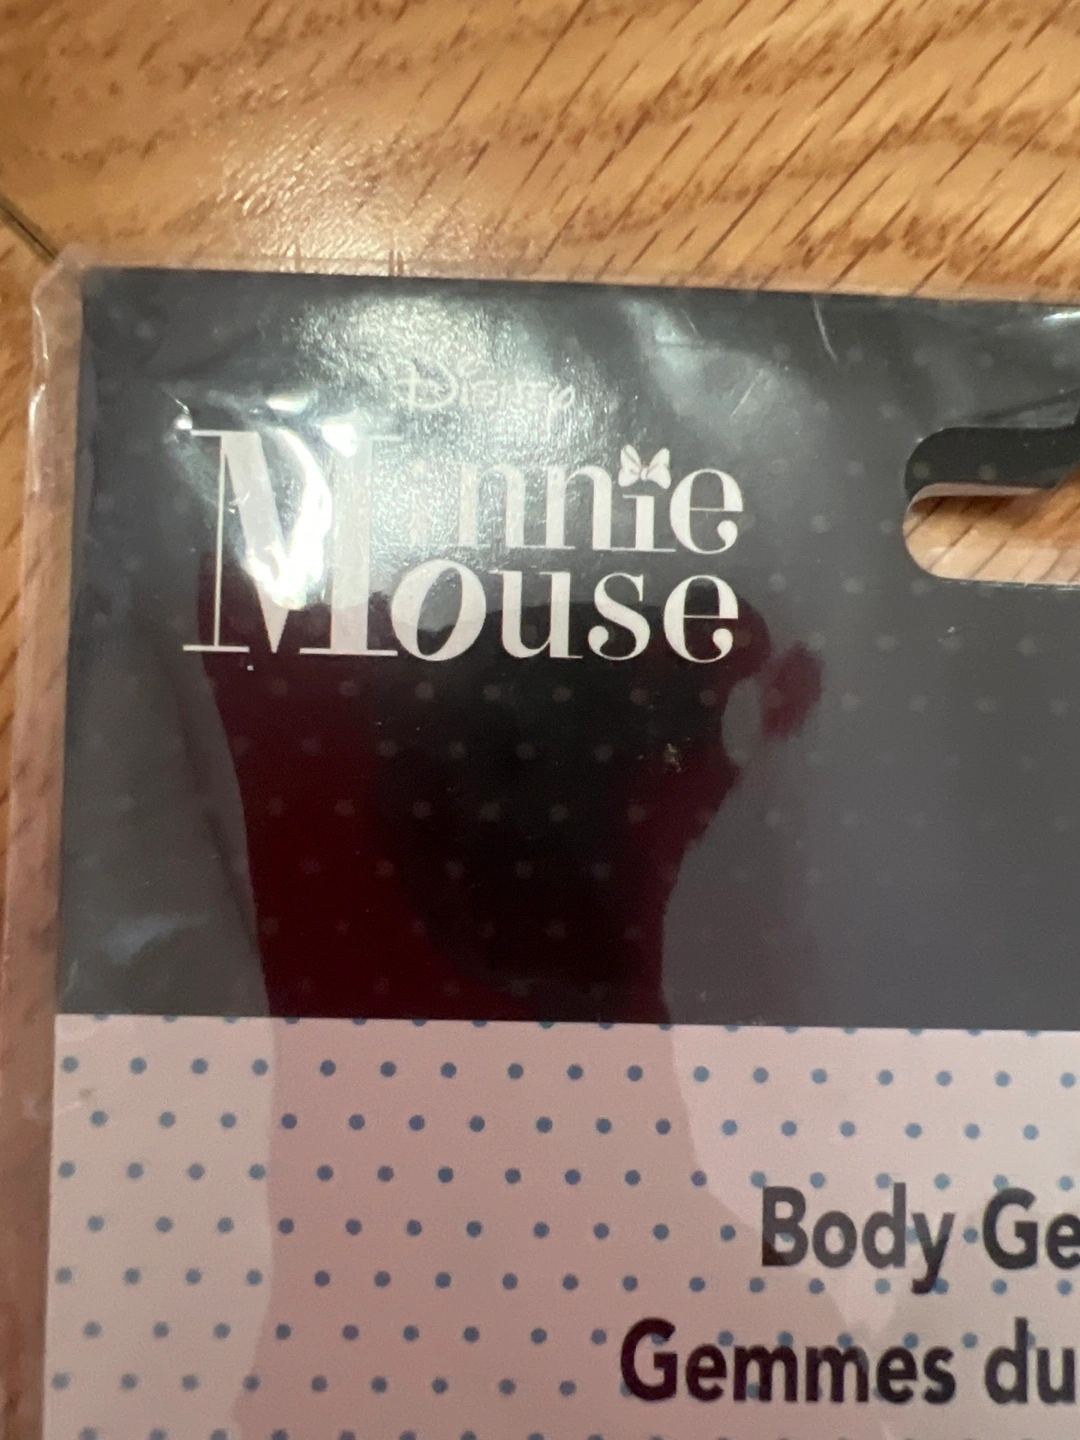 Disney
Minnie
Mouse
Body Ge
Gemmes du